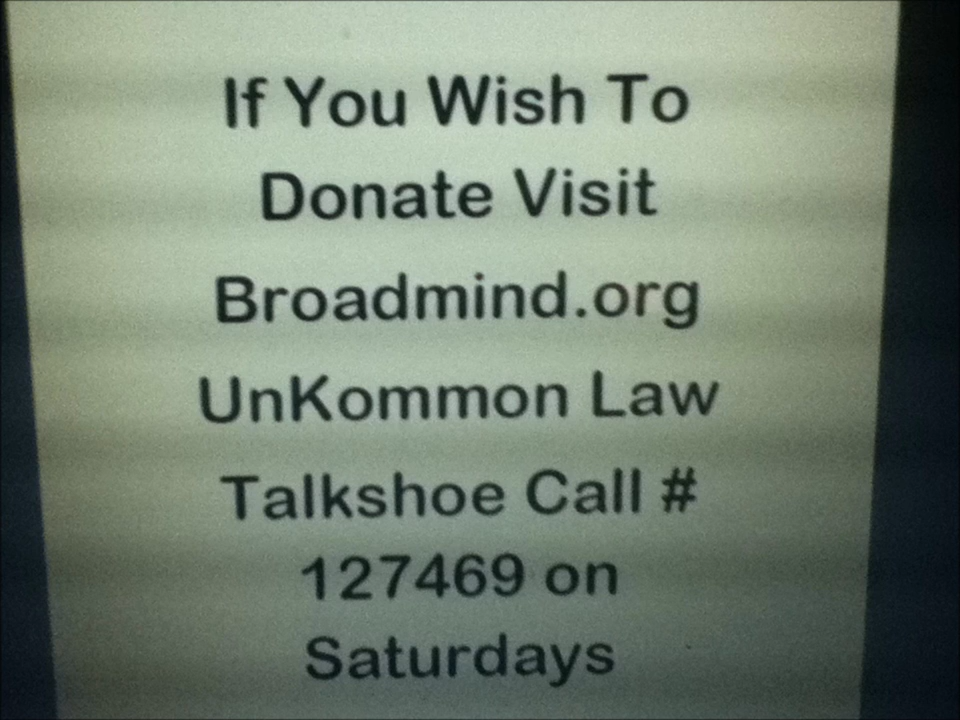 If You Wish To
Donate Visit
Broadmind.org
UnKommon Law
Talkshoe Call #
127469 on
Saturdays